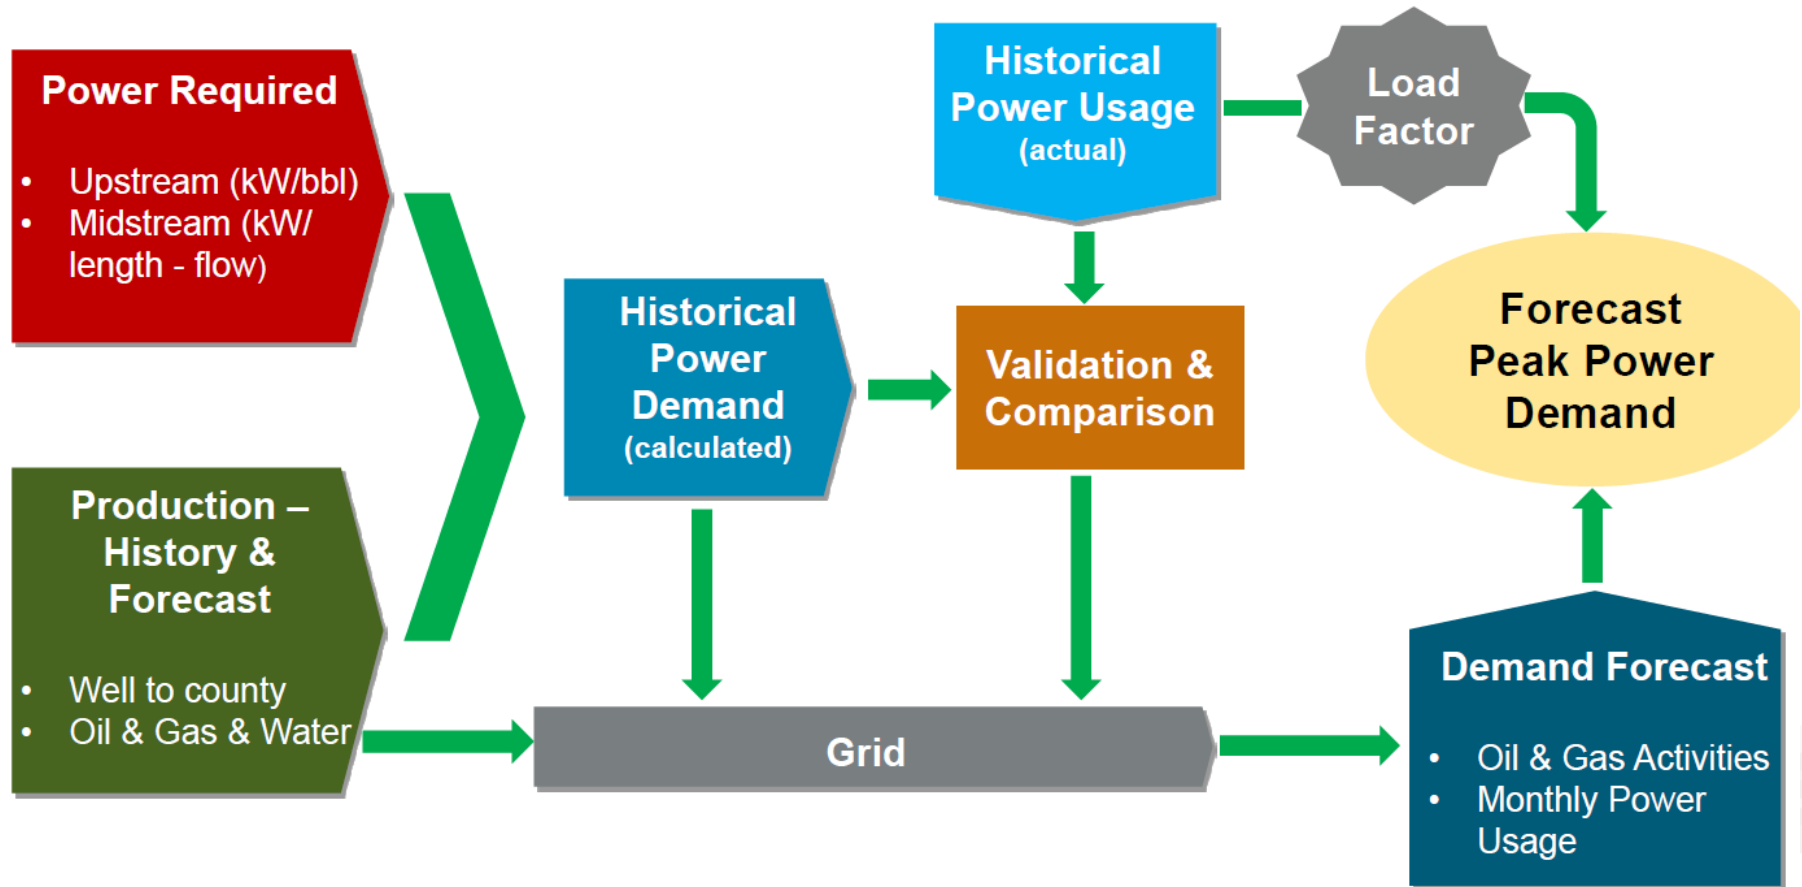 Power Required
• Upstream (kW/bbl)
• Midstream (kW/
length - flow)
Production –
History &
Forecast
• Well to county
• Oil & Gas & Water
Historical
Power
Demand
(calculated)
Historical
Power Usage
(actual)
Load
Factor
Validation &
Comparison
Grid
Forecast
Peak Power
Demand
Demand Forecast
• Oil & Gas Activities
• Monthly Power
Usage